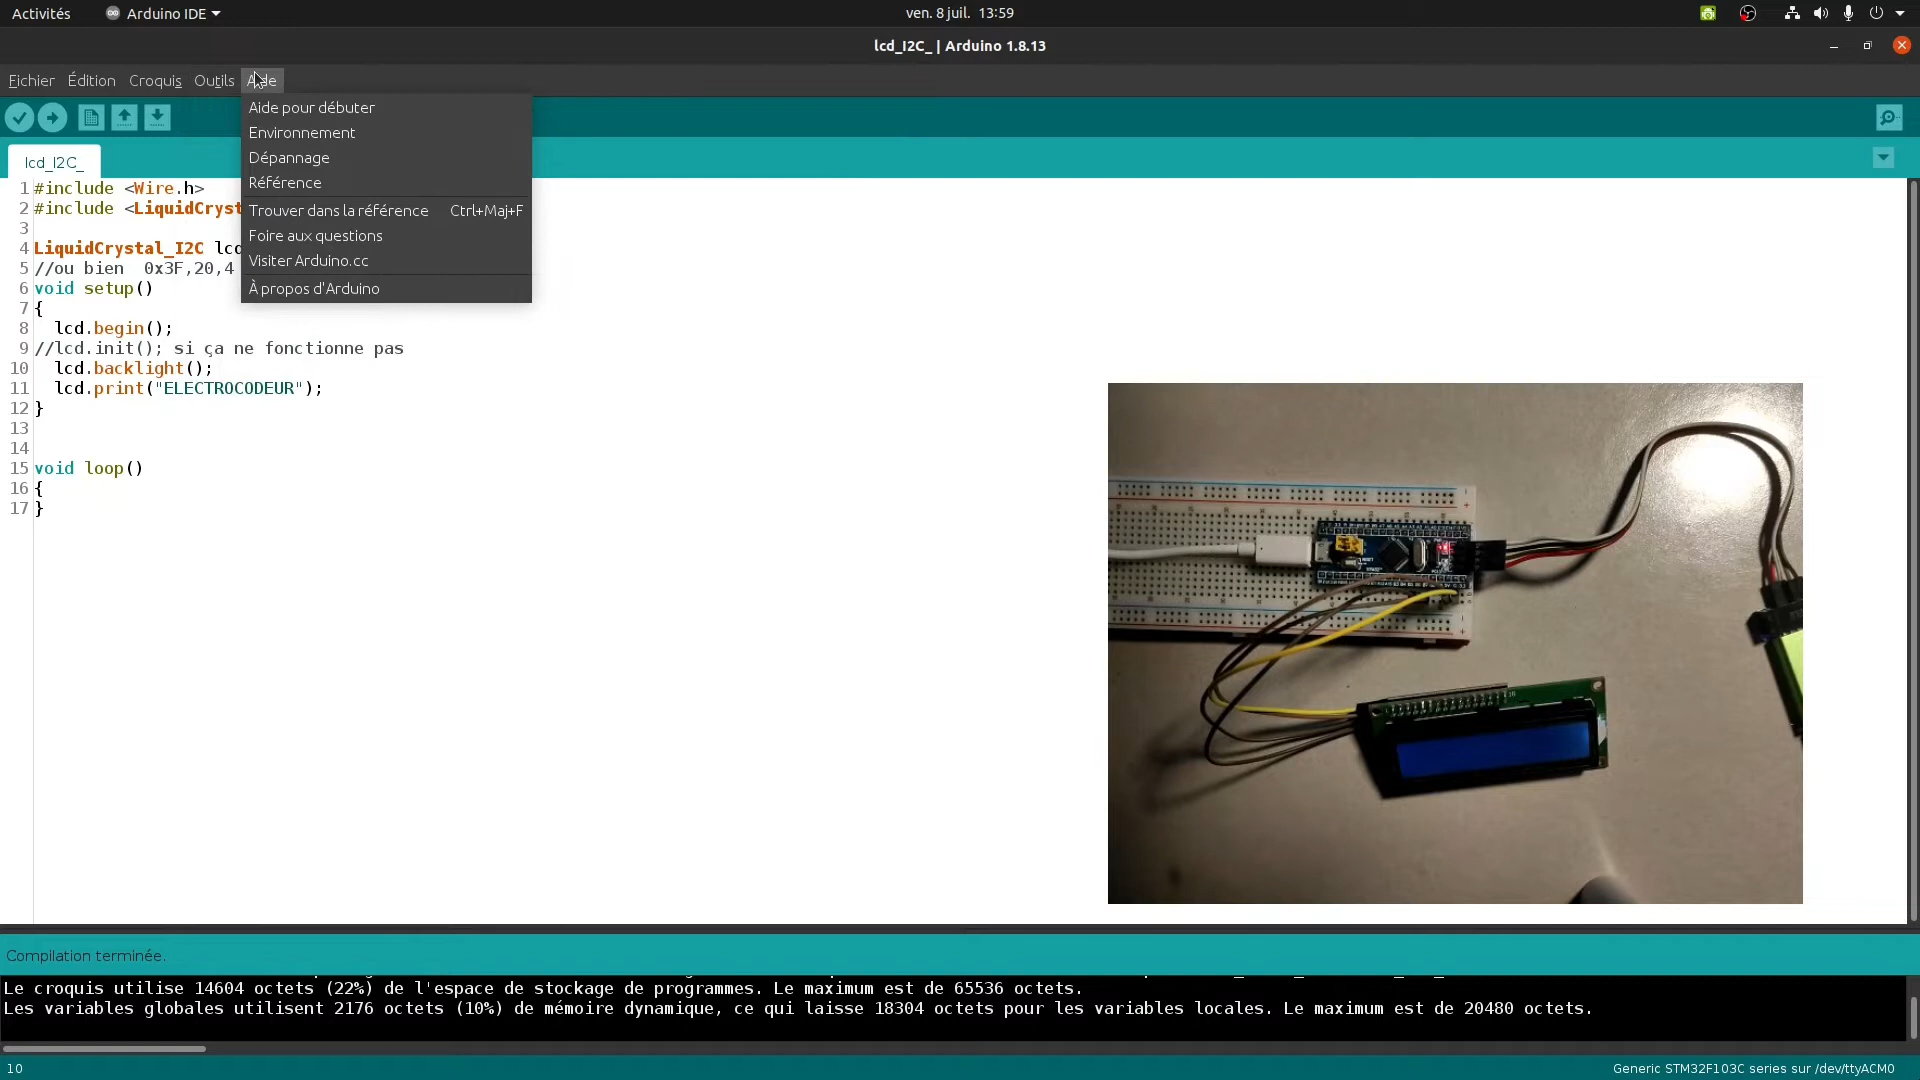 Activités
Arduino IDE
ven. 8 juil. 13:59
lcd_I2C_ | Arduino 1.8.13
Fichier Édition Croquis Outils Aide
Aide pour débuter
Environnement
Dépannage
Référence
Trouver dans la référence Ctrl+Maj+F
Foire aux questions
Visiter Arduino.cc
À propos d'Arduino
lcd_I2C_
1 #include <Wire.h>
2 #include <LiquidCryst
3
4 LiquidCrystal_I2C lcd
5 //ou bien 0x3F,20,4
6 void setup()
7 {
8 lcd.begin();
9 //lcd.init(); si ça ne fonctionne pas
10 lcd.backlight();
11 lcd.print("ELECTROCODEUR");
12 }
13
14
15 void loop()
16 {
17 }
Compilation terminée.
Le croquis utilise 14604 octets (22%) de l'espace de stockage de programmes. Le maximum est de 65536 octets.
Les variables globales utilisent 2176 octets (10%) de mémoire dynamique, ce qui laisse 18304 octets pour les variables locales. Le maximum est de 20480 octets.
10
Generic STM32F103C series sur /dev/ttyACM0